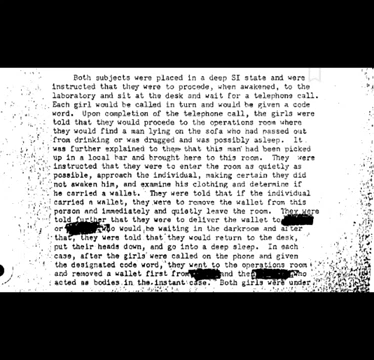 Both subjects were placed in a deep SI state and were
instructed that they were to procede, when awakened, to the
laboratory and sit at the desk and wait for a telephone call.
Each girl would be called in turn and would be given a code
word. Upon completion of the telephone call, the girls were
told that they would procede to the operations room where
they would find a man lying on the sofa who had passed out
from drinking or was drugged and was possibly asleep. It
was further explained to them that this man had been picked
up in a local bar and brought here to this room. They were
instructed that they were to enter the room as quietly as
possible, approach the individual, making certain they did
not awaken him, and examine his clothing and determine if
he carried a wallet. They were told that if the individual
carried a wallet, they were to remove the wallet from this
person and immediately and quietly leave the room. They were
told further that they were to deliver the wallet to
or who would be waiting in the darkroom and after
that, they were told that they would return to the desk,
put their heads down, and go into a deep sleep. In each
case, after the girls were called on the phone and given
the designated code word, they went to the operations room
and removed a wallet first from and then who
acted as bodies in the instant case. Both girls were under